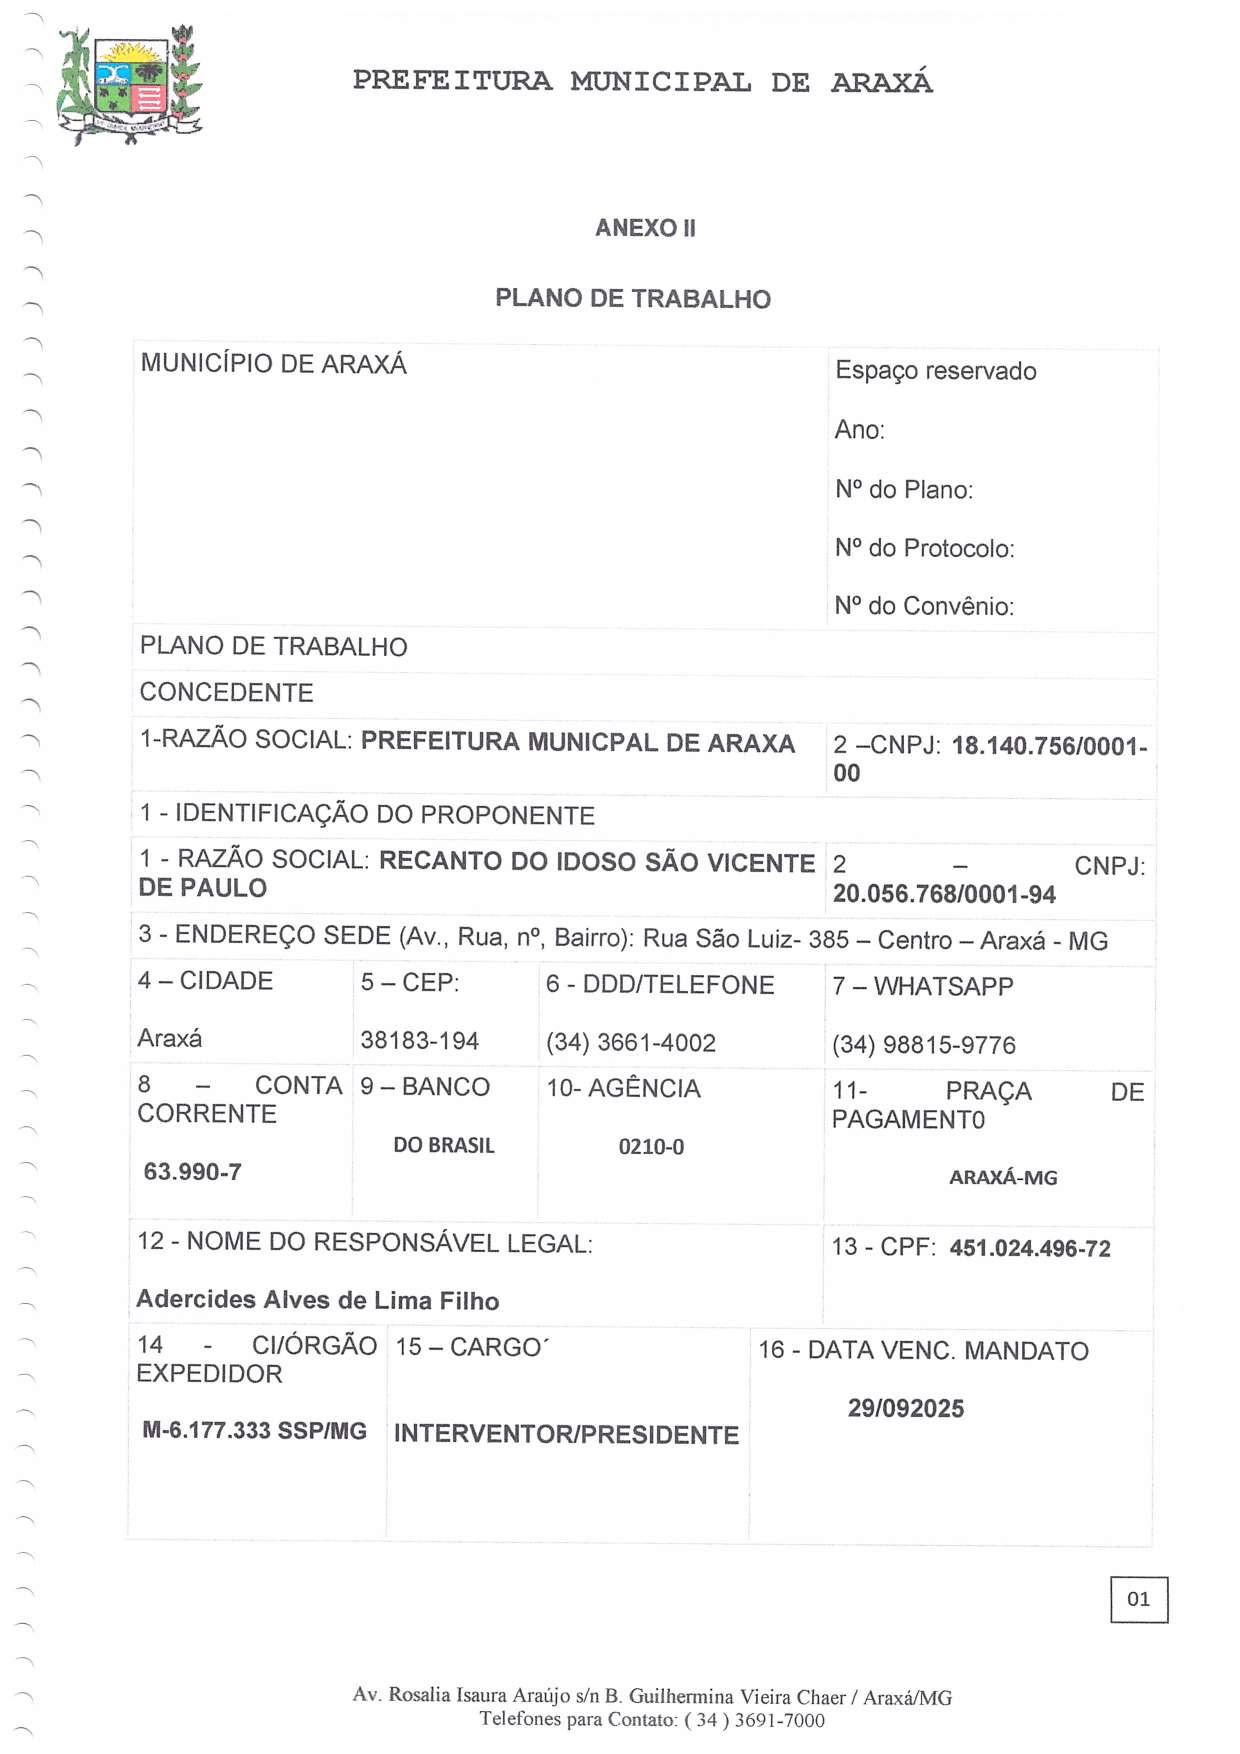 PREFEITURA MUNICIPAL DE ARAXÁ
ANEXO II
PLANO DE TRABALHO
MUNICÍPIO DE ARAXÁ
Espaço reservado
Ano:
Nº do Plano:
Nº do Protocolo:
Nº do Convênio:
PLANO DE TRABALHO
CONCEDENTE
1-RAZÃO SOCIAL: PREFEITURA MUNICPAL DE ARAXA
2 –CNPJ: 18.140.756/0001-
00
1 - IDENTIFICAÇÃO DO PROPONENTE
1 - RAZÃO SOCIAL: RECANTO DO IDOSO SÃO VICENTE
DE PAULO
2 – CNPJ:
20.056.768/0001-94
3 - ENDEREÇO SEDE (Av., Rua, nº, Bairro): Rua São Luiz- 385 – Centro – Araxá - MG
4 – CIDADE
Araxá
5 – CEP:
38183-194
6 - DDD/TELEFONE
(34) 3661-4002
7 – WHATSAPP
(34) 98815-9776
8 – CONTA
CORRENTE
63.990-7
9 – BANCO
DO BRASIL
10- AGÊNCIA
0210-0
11- PRAÇA DE
PAGAMENT0
ARAXÁ-MG
12 - NOME DO RESPONSÁVEL LEGAL:
Adercides Alves de Lima Filho
13 - CPF: 451.024.496-72
14 - CI/ÓRGÃO
EXPEDIDOR
M-6.177.333 SSP/MG
15 – CARGO´
INTERVENTOR/PRESIDENTE
16 - DATA VENC. MANDATO
29/092025
01
Av. Rosalia Isaura Araújo s/n B. Guilhermina Vieira Chaer / Araxá/MG
Telefones para Contato: ( 34 ) 3691-7000